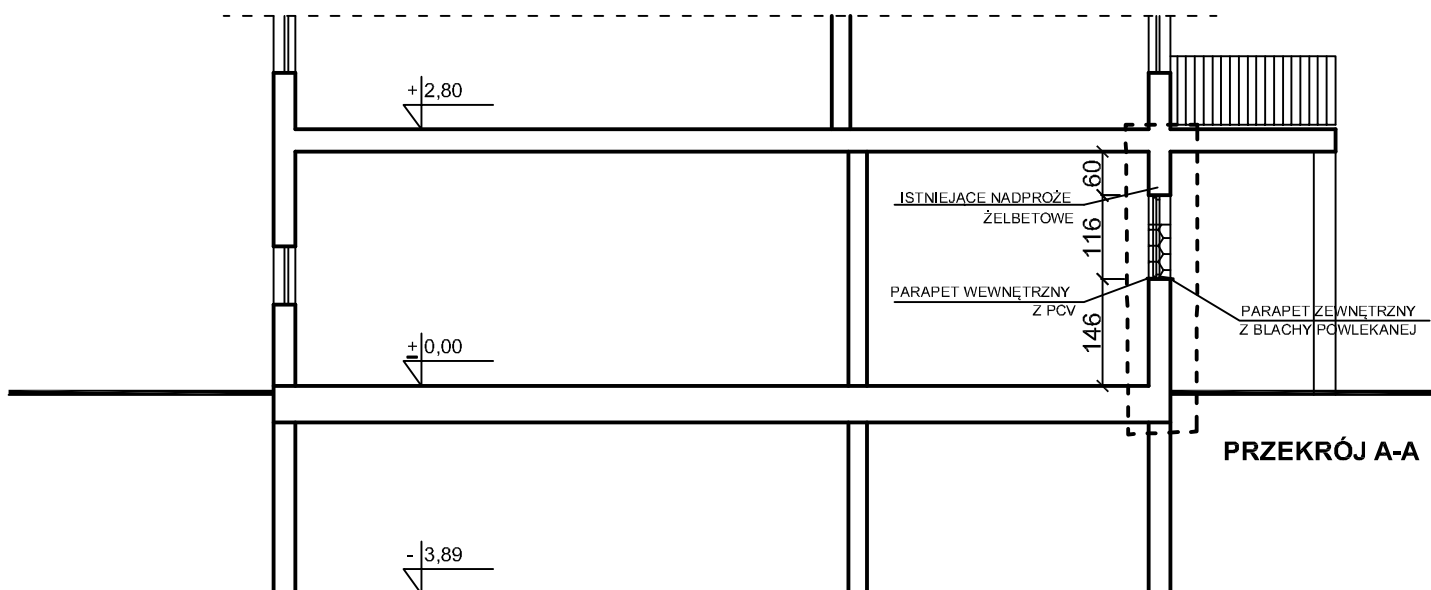 + 2,80
60
ISTNIEJĄCE NADPROŻE
ŻELBETOWE
116
PARAPET WEWNĘTRZNY
Z PCV
PARAPET ZEWNĘTRZNY
Z BLACHY POWLEKANEJ
146
± 0,00
PRZEKRÓJ A-A
- 3,89